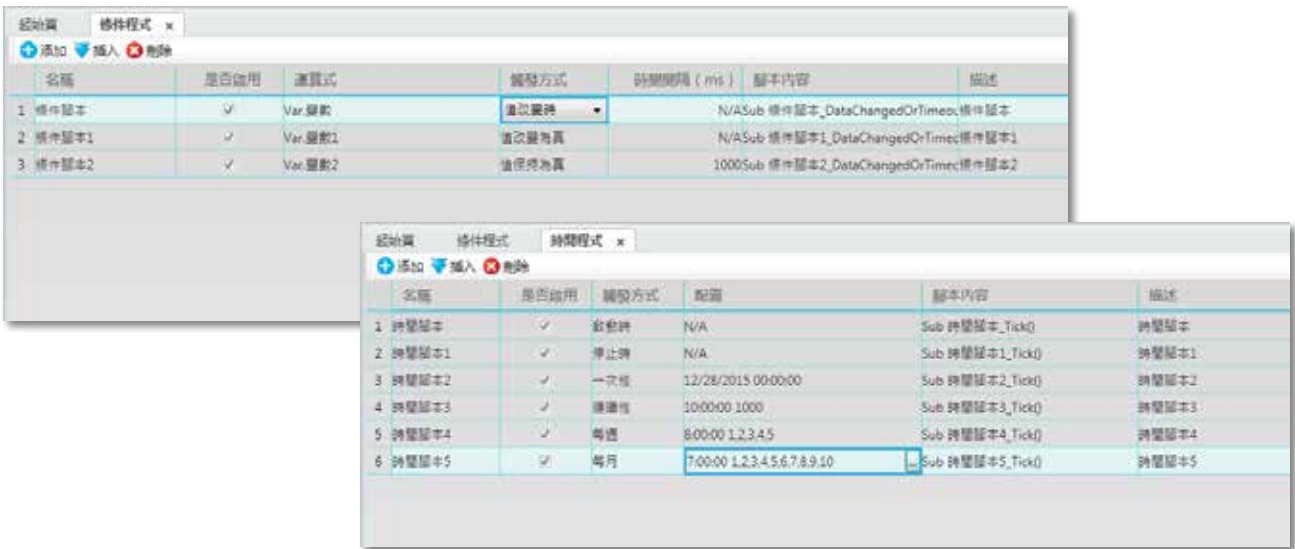 起始頁 條件程式 ×
添加 插入 刪除
名稱 是否啟用 運算式 觸發方式 時間間隔（ms） 腳本內容 描述
1 條件腳本 Var.變數 值改變時 N/A Sub 條件腳本_DataChangedOrTimeou 條件腳本
2 條件腳本1 Var.變數1 值改變為真 N/A Sub 條件腳本1_DataChangedOrTimec 條件腳本1
3 條件腳本2 Var.變數2 值保持為真 1000 Sub 條件腳本2_DataChangedOrTimec 條件腳本2
起始頁 條件程式 時間程式 ×
添加 插入 刪除
名稱 是否啟用 觸發方式 配置 腳本內容 描述
1 時間腳本 啟動時 N/A Sub 時間腳本_Tick() 時間腳本
2 時間腳本1 停止時 N/A Sub 時間腳本1_Tick() 時間腳本1
3 時間腳本2 一次性 12/28/2015 00:00:00 Sub 時間腳本2_Tick() 時間腳本2
4 時間腳本3 連續性 10:00:00 1000 Sub 時間腳本3_Tick() 時間腳本3
5 時間腳本4 每週 8:00:00 1,2,3,4,5 Sub 時間腳本4_Tick() 時間腳本4
6 時間腳本5 每月 7:00:00 1,2,3,4,5,6,7,8,9,10 ... Sub 時間腳本5_Tick() 時間腳本5